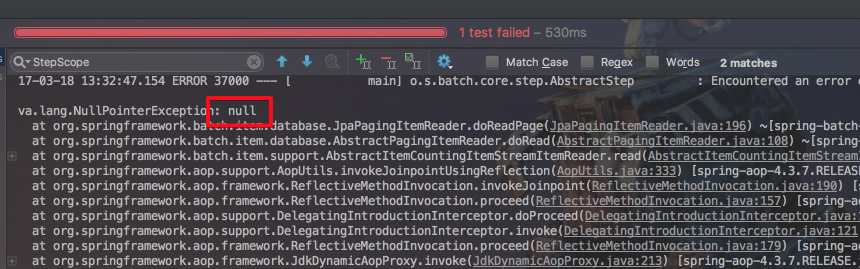 1 test failed – 530ms
StepScope Match Case Regex Words 2 matches
17-03-18 13:32:47.154 ERROR 37000 --- [ main] o.s.batch.core.step.AbstractStep : Encountered an error
va.lang.NullPointerException: null
at org.springframework.batch.item.database.JpaPagingItemReader.doReadPage(JpaPagingItemReader.java:196) ~[spring-batch-
at org.springframework.batch.item.database.AbstractPagingItemReader.doRead(AbstractPagingItemReader.java:108) ~[spring-
at org.springframework.batch.item.support.AbstractItemCountingItemStreamItemReader.read(AbstractItemCountingItemStream
at org.springframework.aop.support.AopUtils.invokeJoinpointUsingReflection(AopUtils.java:333) [spring-aop-4.3.7.RELEASE
at org.springframework.aop.framework.ReflectiveMethodInvocation.invokeJoinpoint(ReflectiveMethodInvocation.java:190) [
at org.springframework.aop.framework.ReflectiveMethodInvocation.proceed(ReflectiveMethodInvocation.java:157) [spring-ao
at org.springframework.aop.support.DelegatingIntroductionInterceptor.doProceed(DelegatingIntroductionInterceptor.java:
at org.springframework.aop.support.DelegatingIntroductionInterceptor.invoke(DelegatingIntroductionInterceptor.java:121
at org.springframework.aop.framework.ReflectiveMethodInvocation.proceed(ReflectiveMethodInvocation.java:179) [spring-ao
at org.springframework.aop.framework.JdkDynamicAopProxy.invoke(JdkDynamicAopProxy.java:213) [spring-aop-4.3.7.RELEASE.